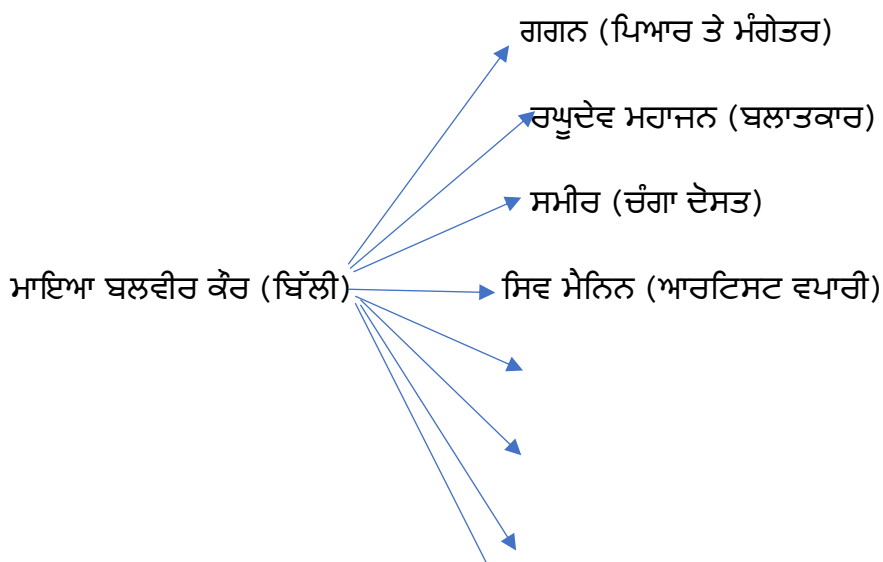 ਗਗਨ (ਪਿਆਰ ਤੇ ਮੰਗੇਤਰ)
ਰਘੂਦੇਵ ਮਹਾਜਨ (ਬਲਾਤਕਾਰ)
ਸਮੀਰ (ਚੰਗਾ ਦੋਸਤ)
ਮਾਇਆ ਬਲਵੀਰ ਕੌਰ (ਬਿੱਲੀ)
ਸਿਵ ਮੈਨਿਨ (ਆਰਟਿਸਟ ਵਪਾਰੀ)